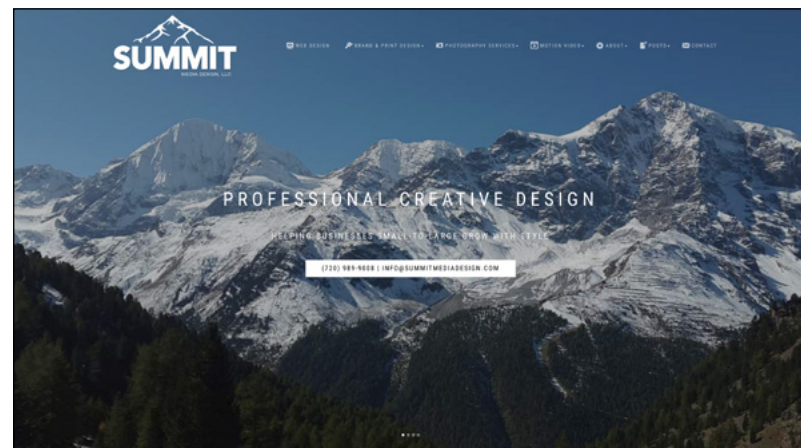 SUMMIT
MEDIA DESIGN, LLC
WEB DESIGN BRAND & PRINT DESIGN PHOTOGRAPHY SERVICES MOTION VIDEO ABOUT POSTS CONTACT
PROFESSIONAL CREATIVE DESIGN
HELPING BUSINESSES SMALL TO LARGE GROW WITH STYLE
(720) 989-9008 | INFO@SUMMITMEDIADESIGN.COM